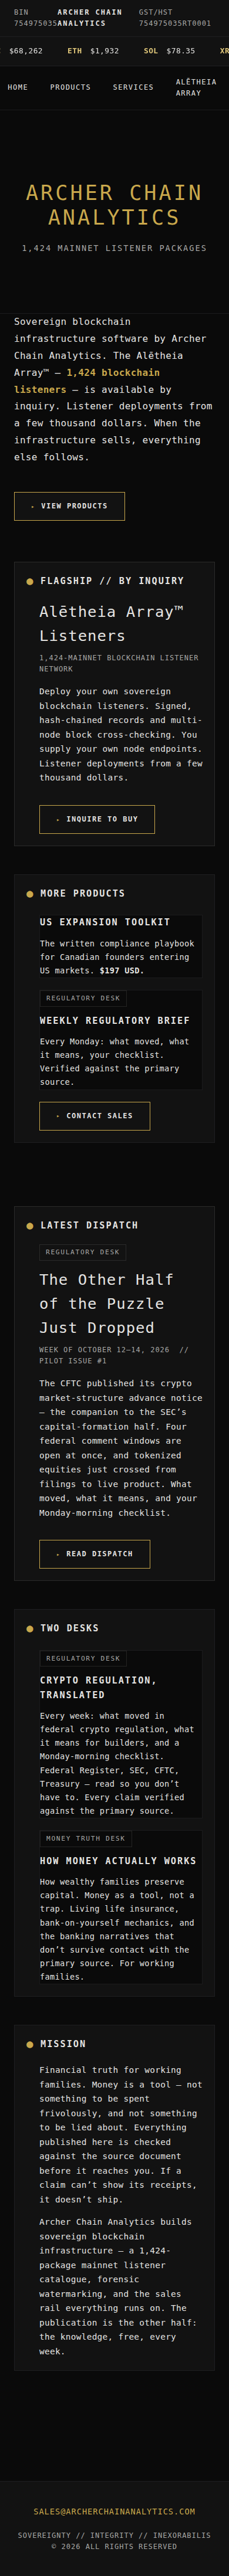 BIN
754975035
ARCHER CHAIN
ANALYTICS
GST/HST
754975035RT0001
$68,262 ETH $1,932 SOL $78.35 XR
HOME PRODUCTS SERVICES ALĒTHEIA
ARRAY
ARCHER CHAIN
ANALYTICS
1,424 MAINNET LISTENER PACKAGES
Sovereign blockchain
infrastructure software by Archer
Chain Analytics. The Alētheia
Array™ — 1,424 blockchain
listeners — is available by
inquiry. Listener deployments from
a few thousand dollars. When the
infrastructure sells, everything
else follows.
▸ VIEW PRODUCTS
FLAGSHIP // BY INQUIRY
Alētheia Array™
Listeners
1,424-MAINNET BLOCKCHAIN LISTENER
NETWORK
Deploy your own sovereign
blockchain listeners. Signed,
hash-chained records and multi-
node block cross-checking. You
supply your own node endpoints.
Listener deployments from a few
thousand dollars.
▸ INQUIRE TO BUY
MORE PRODUCTS
US EXPANSION TOOLKIT
The written compliance playbook
for Canadian founders entering
US markets. $197 USD.
REGULATORY DESK
WEEKLY REGULATORY BRIEF
Every Monday: what moved, what
it means, your checklist.
Verified against the primary
source.
▸ CONTACT SALES
LATEST DISPATCH
REGULATORY DESK
The Other Half
of the Puzzle
Just Dropped
WEEK OF OCTOBER 12–14, 2026 //
PILOT ISSUE #1
The CFTC published its crypto
market-structure advance notice
— the companion to the SEC’s
capital-formation half. Four
federal comment windows are
open at once, and tokenized
equities just crossed from
filings to live product. What
moved, what it means, and your
Monday-morning checklist.
▸ READ DISPATCH
TWO DESKS
REGULATORY DESK
CRYPTO REGULATION,
TRANSLATED
Every week: what moved in
federal crypto regulation, what
it means for builders, and a
Monday-morning checklist.
Federal Register, SEC, CFTC,
Treasury — read so you don’t
have to. Every claim verified
against the primary source.
MONEY TRUTH DESK
HOW MONEY ACTUALLY WORKS
How wealthy families preserve
capital. Money as a tool, not a
trap. Living life insurance,
bank-on-yourself mechanics, and
the banking narratives that
don’t survive contact with the
primary source. For working
families.
MISSION
Financial truth for working
families. Money is a tool — not
something to be spent
frivolously, and not something
to be lied about. Everything
published here is checked
against the source document
before it reaches you. If a
claim can’t show its receipts,
it doesn’t ship.
Archer Chain Analytics builds
sovereign blockchain
infrastructure — a 1,424-
package mainnet listener
catalogue, forensic
watermarking, and the sales
rail everything runs on. The
publication is the other half:
the knowledge, free, every
week.
SALES@ARCHERCHAINANALYTICS.COM
SOVEREIGNTY // INTEGRITY // INEXORABILIS
© 2026 ALL RIGHTS RESERVED